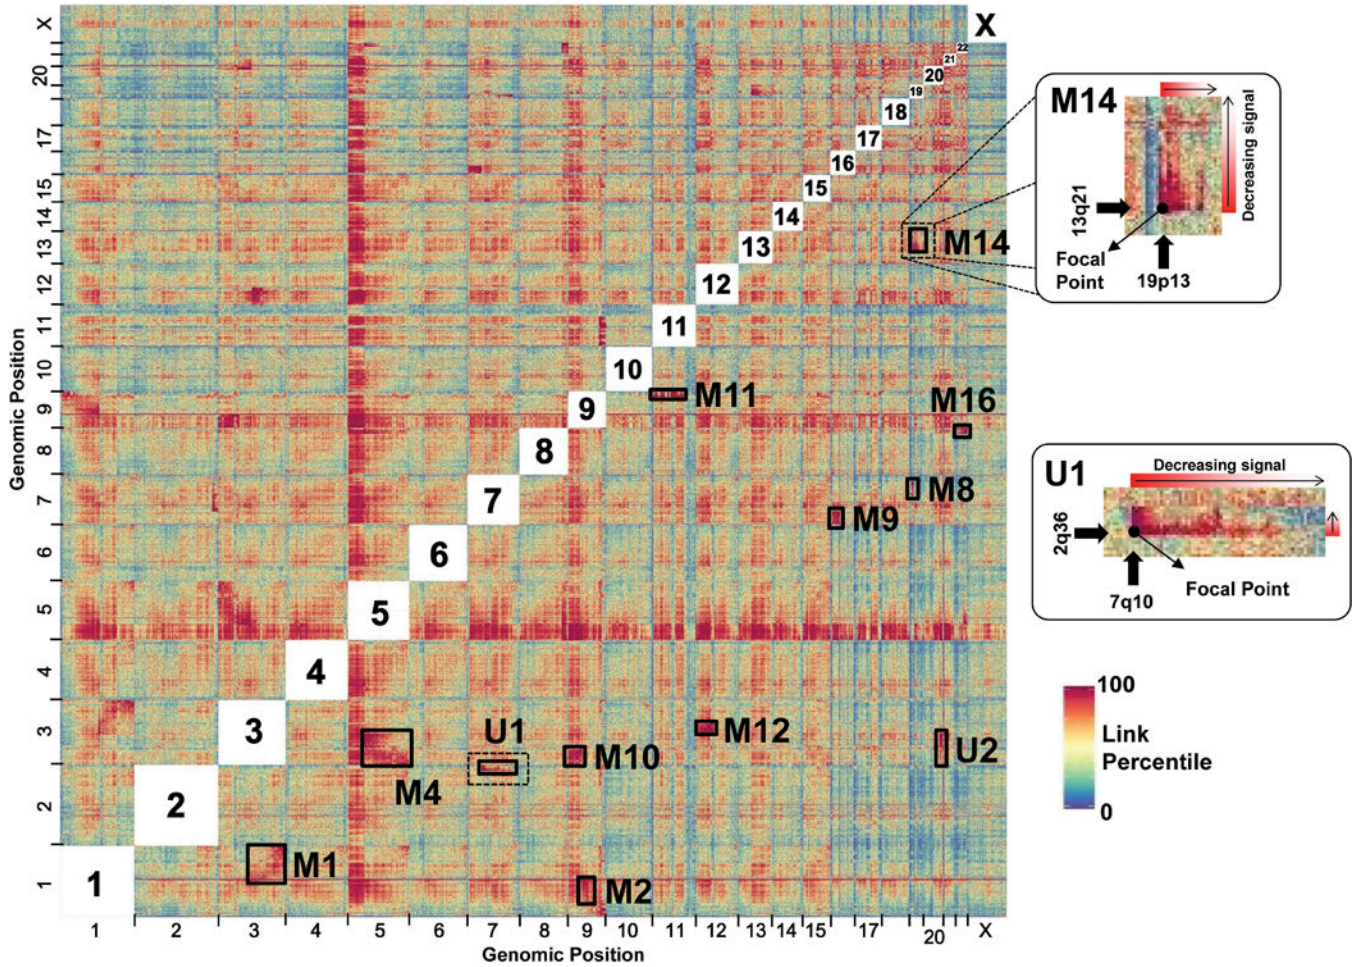 X
20
17
15
14
13
12
11
10
9
8
7
6
5
4
3
2
1
Genomic Position
X
22
21
20
19
18
17
16
15
14
13
12
11
10
9
8
7
6
5
4
3
2
1
M14
M11
M16
M8
M9
M12
U2
M10
U1
M4
M1
M2
1 2 3 4 5 6 7 8 9 10 11 12 13 14 15 17 20 X
Genomic Position
M14
Decreasing signal
13q21
Focal
Point
19p13
U1
Decreasing signal
2q36
Focal Point
7q10
100
Link
Percentile
0